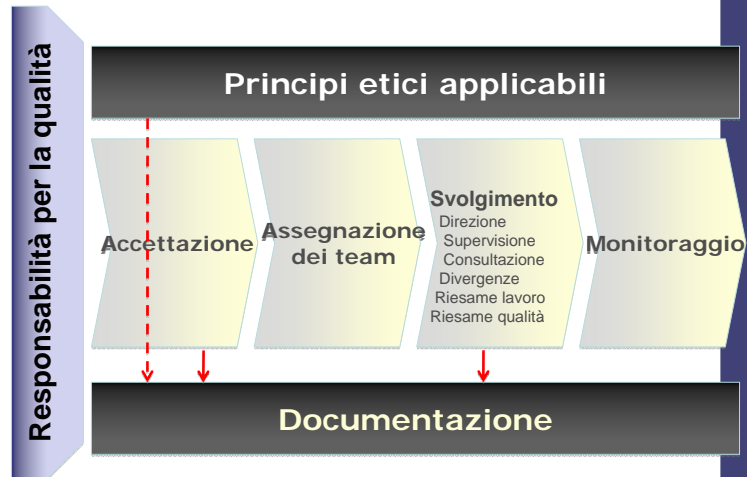 Responsabilità per la qualità
Principi etici applicabili
Accettazione
Assegnazione
dei team
Svolgimento
Direzione
Supervisione
Consultazione
Divergenze
Riesame lavoro
Riesame qualità
Monitoraggio
Documentazione